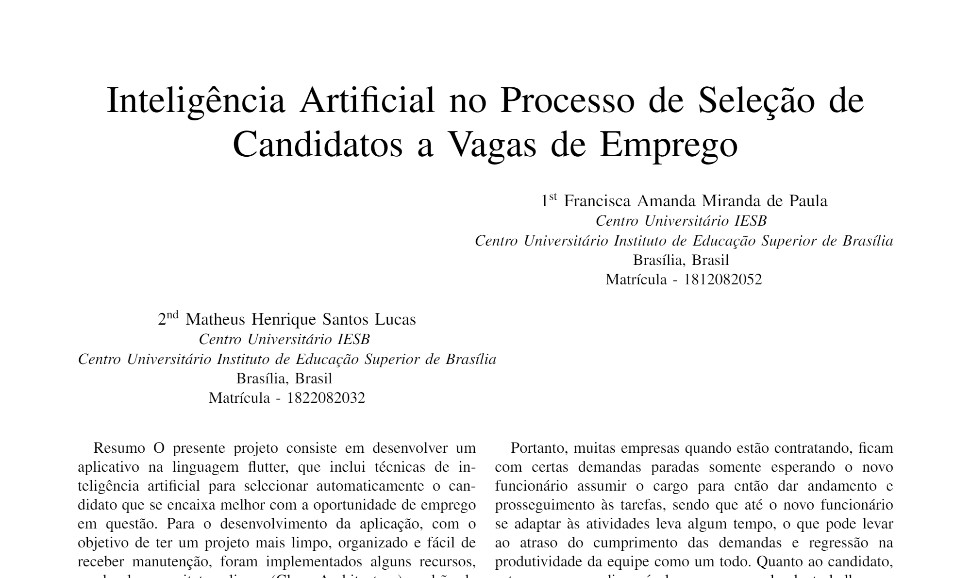 Inteligência Artificial no Processo de Seleção de
Candidatos a Vagas de Emprego
1st Francisca Amanda Miranda de Paula
Centro Universitário IESB
Centro Universitário Instituto de Educação Superior de Brasília
Brasília, Brasil
Matrícula - 1812082052
2nd Matheus Henrique Santos Lucas
Centro Universitário IESB
Centro Universitário Instituto de Educação Superior de Brasília
Brasília, Brasil
Matrícula - 1822082032
Resumo O presente projeto consiste em desenvolver um
aplicativo na linguagem flutter, que inclui técnicas de in-
teligência artificial para selecionar automaticamente o can-
didato que se encaixa melhor com a oportunidade de emprego
em questão. Para o desenvolvimento da aplicação, com o
objetivo de ter um projeto mais limpo, organizado e fácil de
receber manutenção, foram implementados alguns recursos,
Portanto, muitas empresas quando estão contratando, ficam
com certas demandas paradas somente esperando o novo
funcionário assumir o cargo para então dar andamento e
prosseguimento às tarefas, sendo que até o novo funcionário
se adaptar às atividades leva algum tempo, o que pode levar
ao atraso do cumprimento das demandas e regressão na
produtividade da equipe como um todo. Quanto ao candidato,